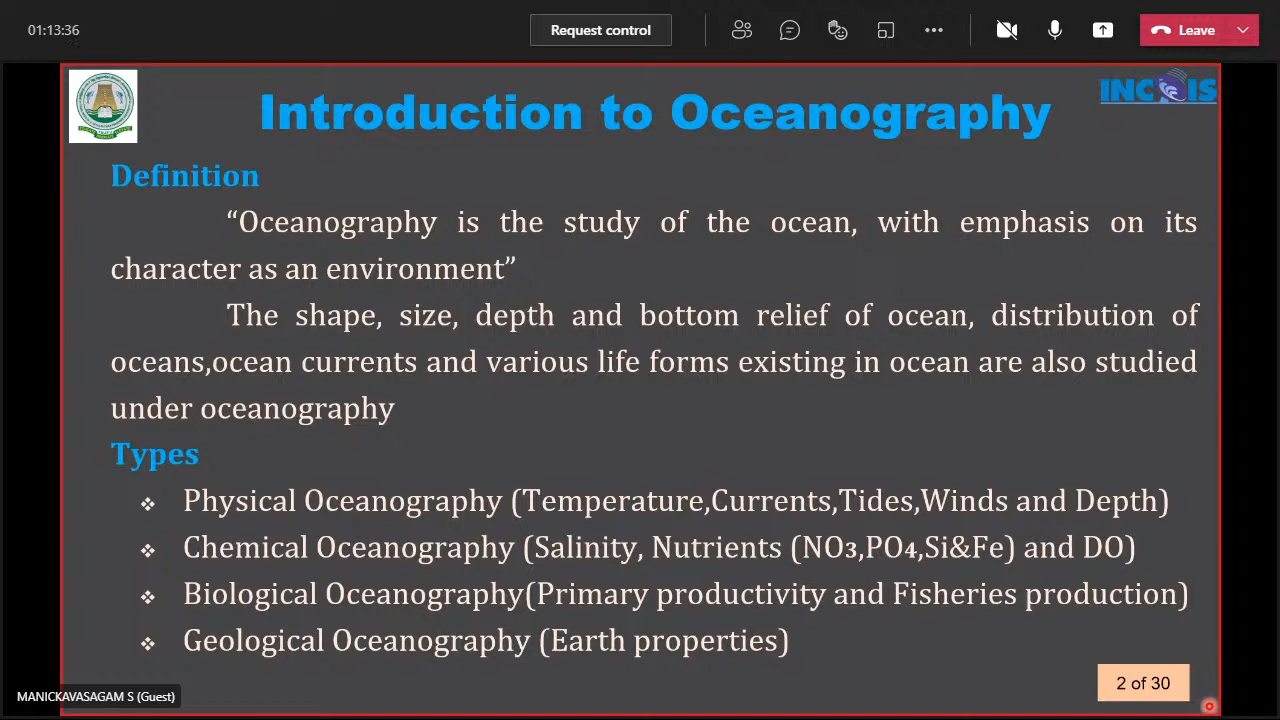 01:13:36
Request control
Leave
INCOIS
Introduction to Oceanography
Definition
“Oceanography is the study of the ocean, with emphasis on its
character as an environment”
The shape, size, depth and bottom relief of ocean, distribution of
oceans,ocean currents and various life forms existing in ocean are also studied
under oceanography
Types
❖ Physical Oceanography (Temperature,Currents,Tides,Winds and Depth)
❖ Chemical Oceanography (Salinity, Nutrients (NO3,PO4,Si&Fe) and DO)
❖ Biological Oceanography(Primary productivity and Fisheries production)
❖ Geological Oceanography (Earth properties)
2 of 30
MANICKAVASAGAM S (Guest)